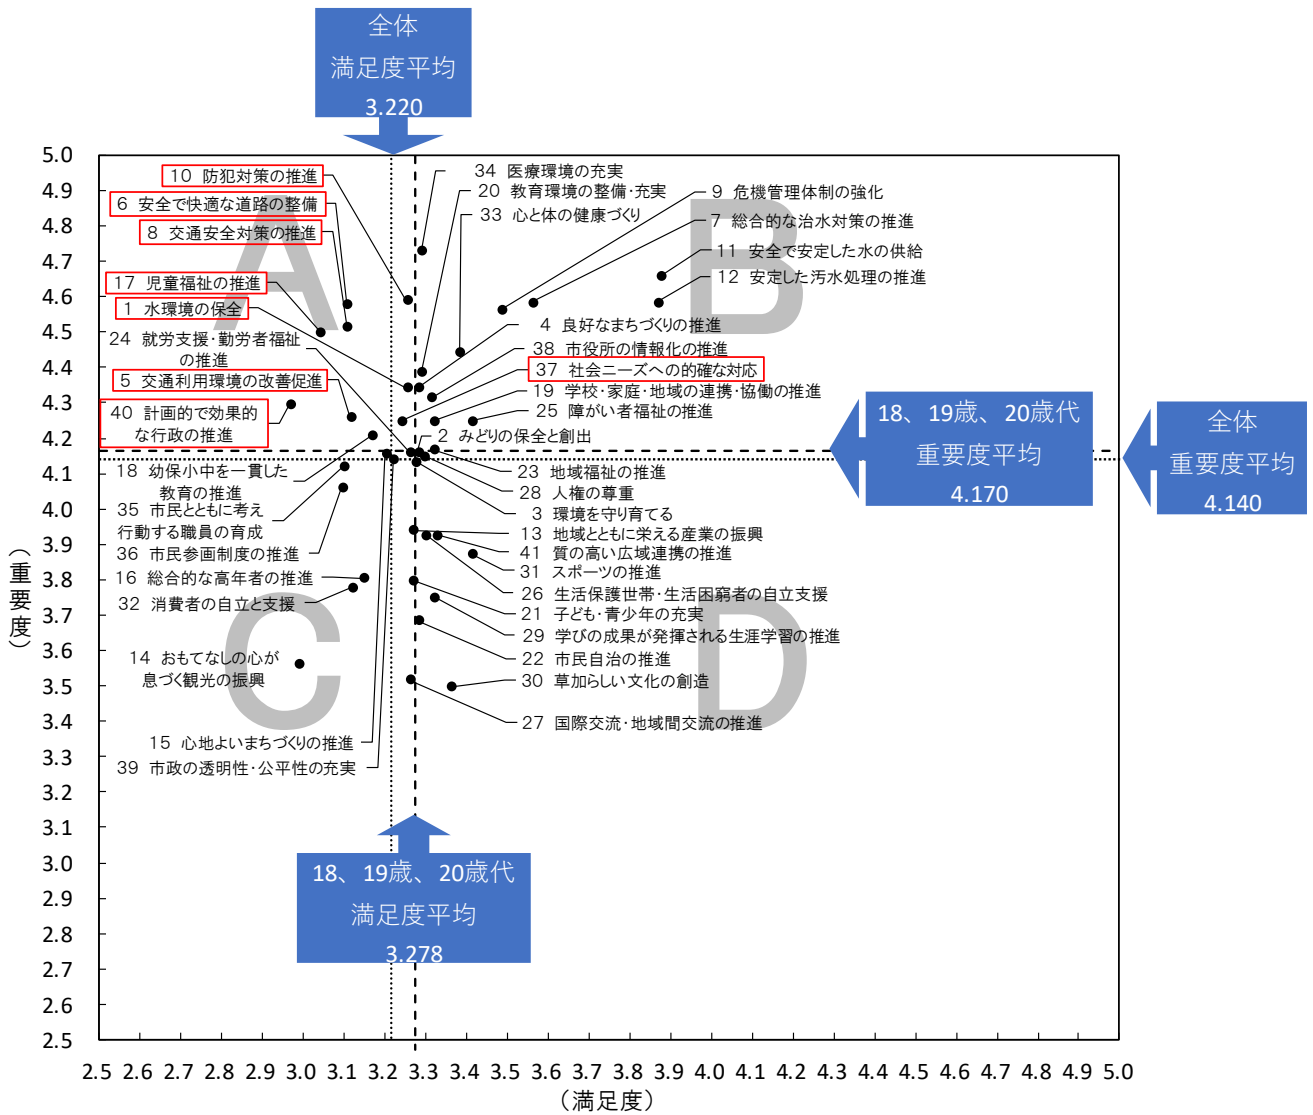 全体
満足度平均
3.220
5.0
4.9
4.8
4.7
4.6
4.5
4.4
4.3
4.2
4.1
4.0
3.9
3.8
3.7
3.6
3.5
3.4
3.3
3.2
3.1
3.0
2.9
2.8
2.7
2.6
2.5
(重要度)
A
B
C
D
10 防犯対策の推進
6 安全で快適な道路の整備
8 交通安全対策の推進
17 児童福祉の推進
1 水環境の保全
24 就労支援・勤労者福祉
の推進
5 交通利用環境の改善促進
40 計画的で効果的
な行政の推進
18 幼保小中を一貫した
教育の推進
35 市民とともに考え
行動する職員の育成
36 市民参画制度の推進
16 総合的な高年者の推進
32 消費者の自立と支援
14 おもてなしの心が
息づく観光の振興
15 心地よいまちづくりの推進
39 市政の透明性・公平性の充実
34 医療環境の充実
20 教育環境の整備・充実
33 心と体の健康づくり
9 危機管理体制の強化
7 総合的な治水対策の推進
11 安全で安定した水の供給
12 安定した汚水処理の推進
4 良好なまちづくりの推進
38 市役所の情報化の推進
37 社会ニーズへの的確な対応
19 学校・家庭・地域の連携・協働の推進
25 障がい者福祉の推進
2 みどりの保全と創出
23 地域福祉の推進
28 人権の尊重
3 環境を守り育てる
13 地域とともに栄える産業の振興
41 質の高い広域連携の推進
31 スポーツの推進
26 生活保護世帯・生活困窮者の自立支援
21 子ども・青少年の充実
29 学びの成果が発揮される生涯学習の推進
22 市民自治の推進
30 草加らしい文化の創造
27 国際交流・地域間交流の推進
18、19歳、20歳代
重要度平均
4.170
全体
重要度平均
4.140
18、19歳、20歳代
満足度平均
3.278
2.5 2.6 2.7 2.8 2.9 3.0 3.1 3.2 3.3 3.4 3.5 3.6 3.7 3.8 3.9 4.0 4.1 4.2 4.3 4.4 4.5 4.6 4.7 4.8 4.9 5.0
(満足度)